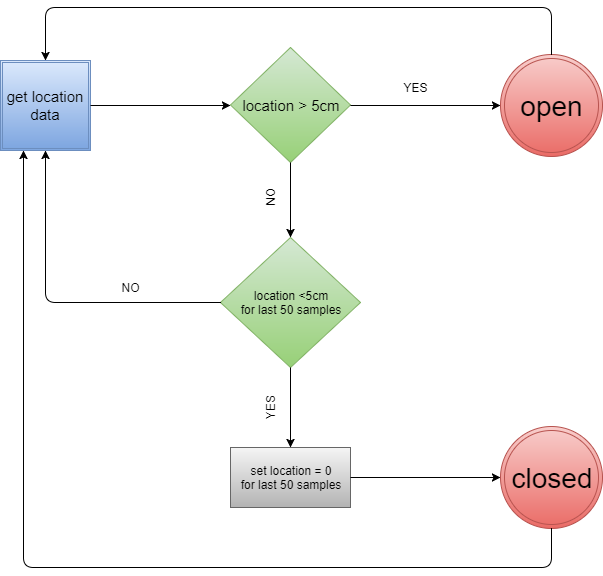 get location
data
location > 5cm
YES
open
NO
location <5cm
for last 50 samples
NO
YES
set location = 0
for last 50 samples
closed